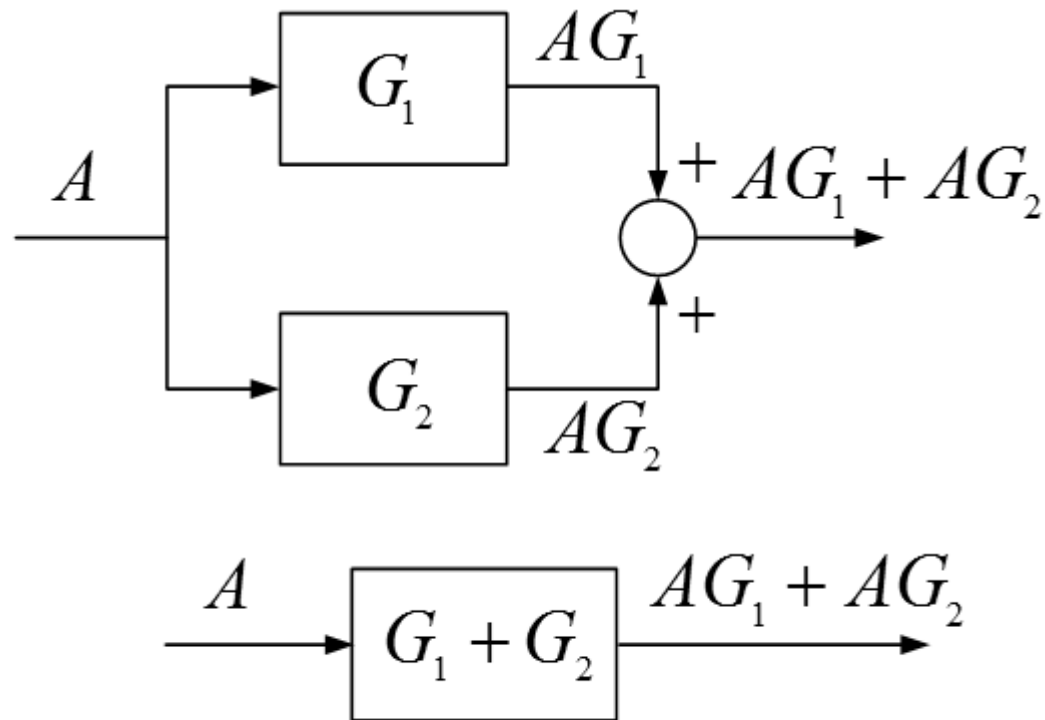 AG₁
G₁
A
+
AG₁ + AG₂
+
G₂
AG₂
A
AG₁ + AG₂
G₁ + G₂